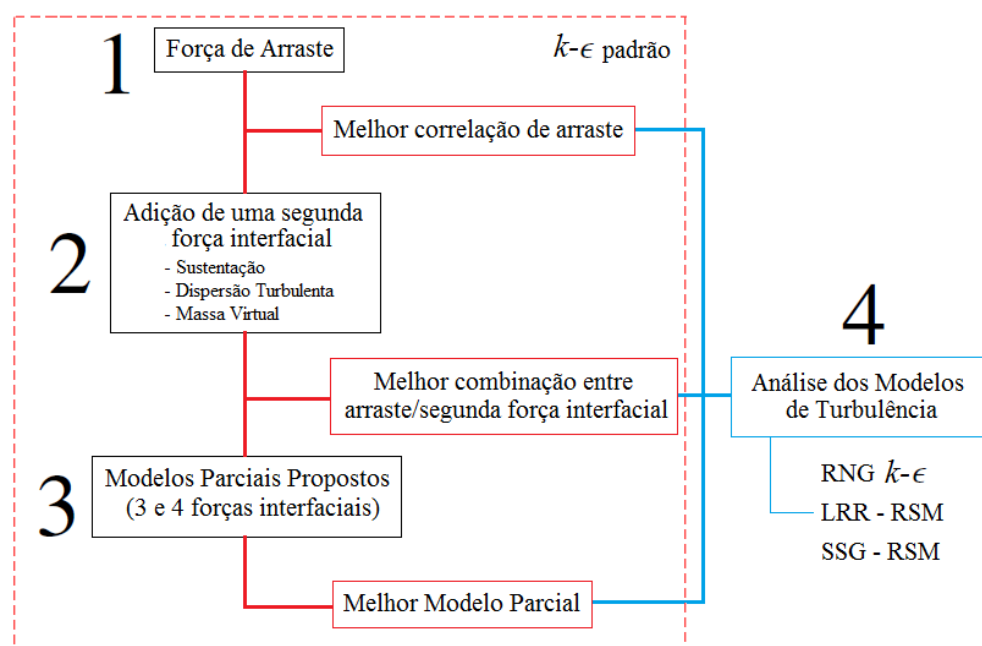 1
Força de Arraste
k-ϵ padrão
Melhor correlação de arraste
2
Adição de uma segunda
força interfacial
- Sustentação
- Dispersão Turbulenta
- Massa Virtual
Melhor combinação entre
arraste/segunda força interfacial
3
Modelos Parciais Propostos
(3 e 4 forças interfaciais)
Melhor Modelo Parcial
4
Análise dos Modelos
de Turbulência
RNG k-ϵ
LRR - RSM
SSG - RSM